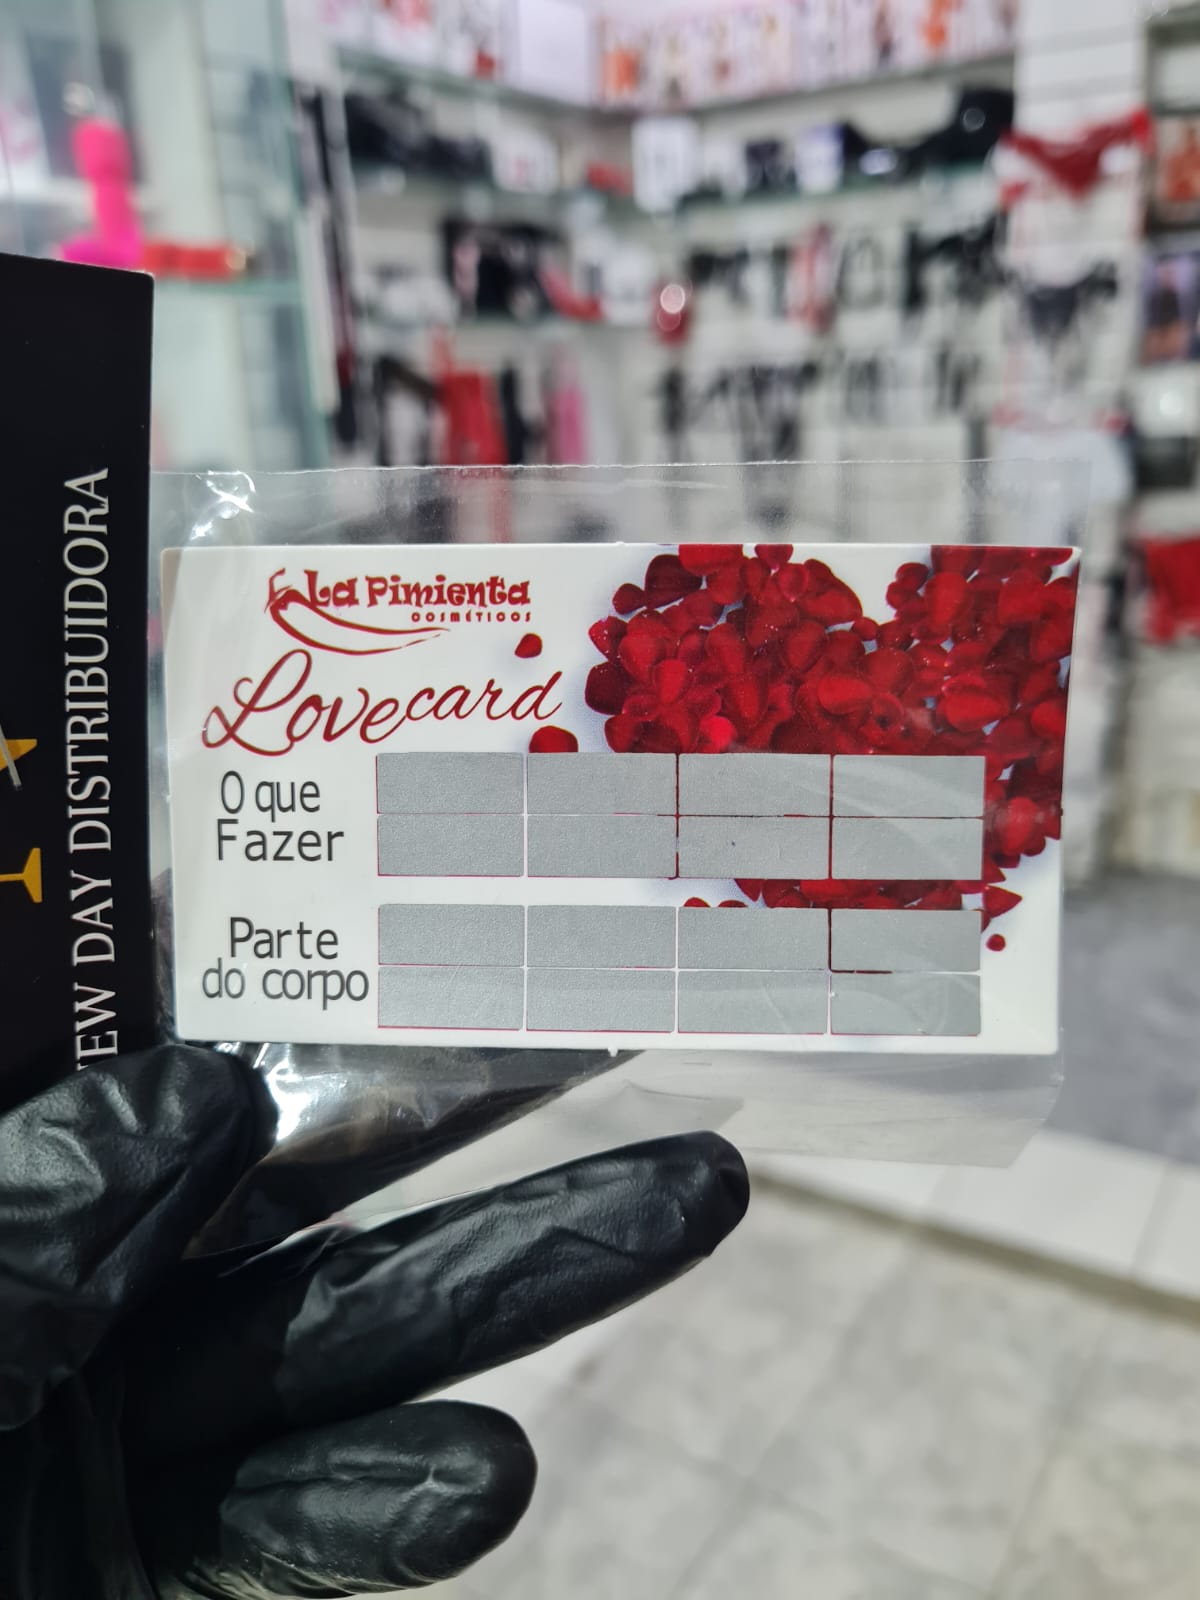 NEW DAY DISTRIBUIDORA
La Pimienta
COSMÉTICOS
Lovecard
O que
Fazer
Parte
do corpo